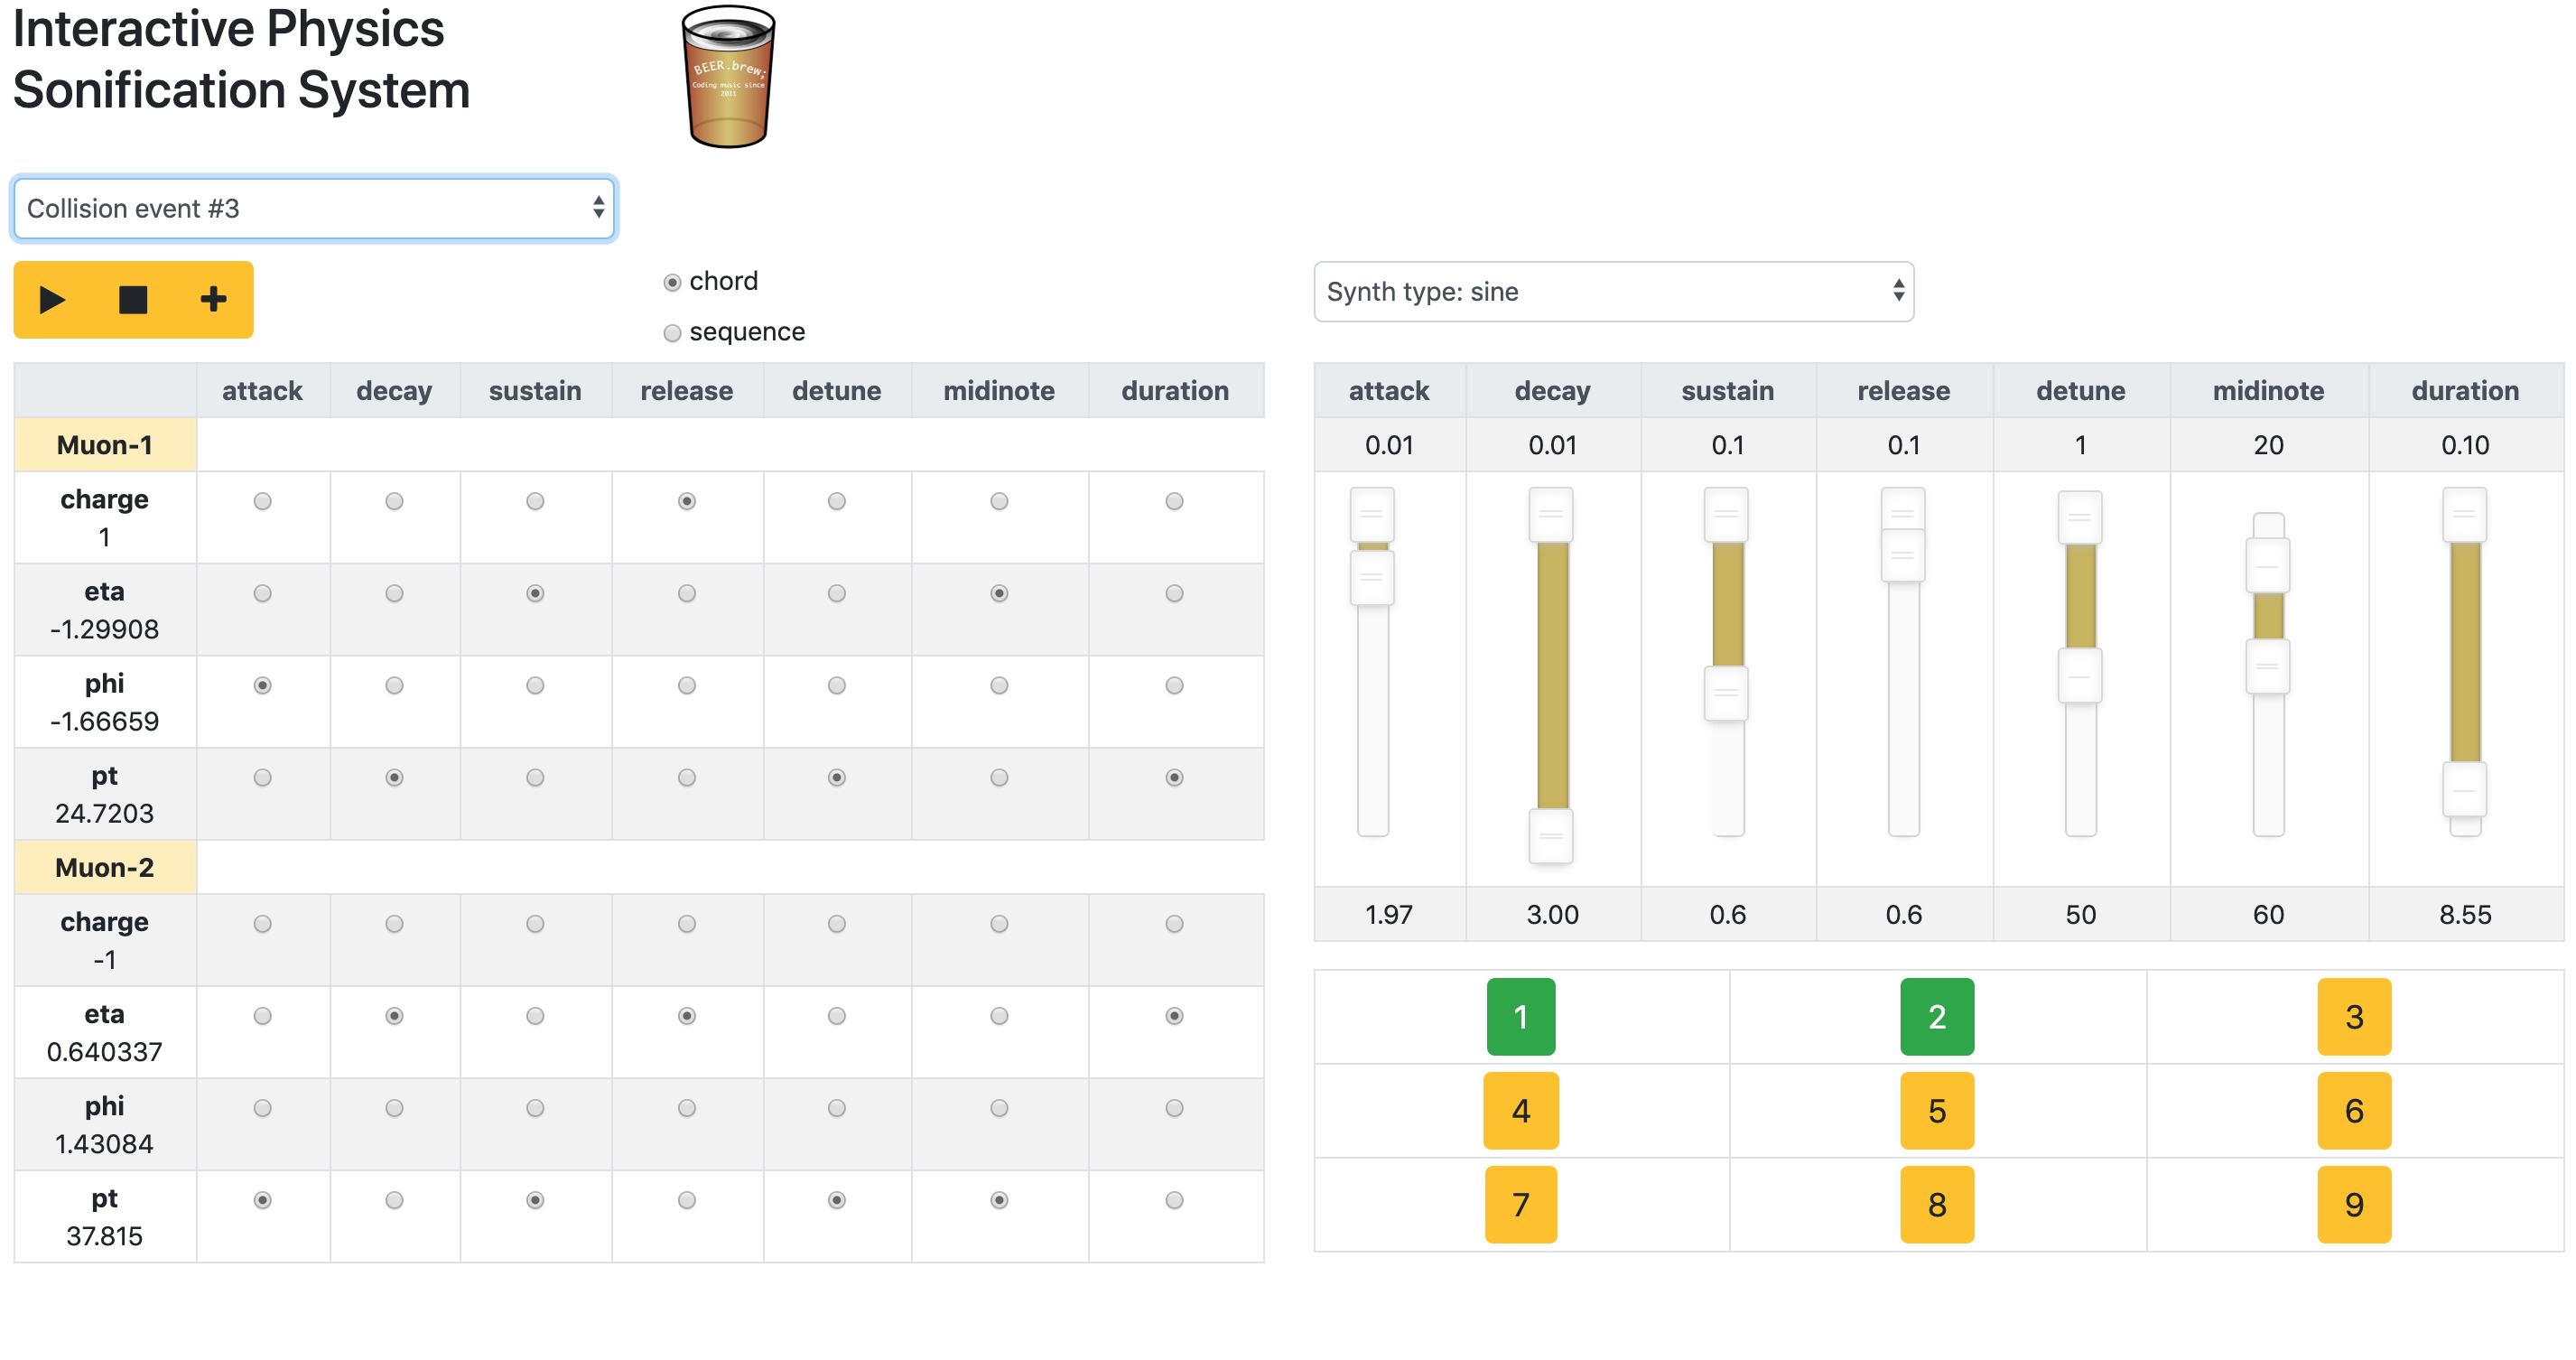 Interactive Physics
Sonification System
BEER.brew;
Coding music since
2011
Collision event #3
chord
sequence
Synth type: sine
attack decay sustain release detune midinote duration
Muon-1
charge
1
eta
-1.29908
phi
-1.66659
pt
24.7203
Muon-2
charge
-1
eta
0.640337
phi
1.43084
pt
37.815
attack decay sustain release detune midinote duration
0.01 0.01 0.1 0.1 1 20 0.10
1.97 3.00 0.6 0.6 50 60 8.55
1 2 3
4 5 6
7 8 9